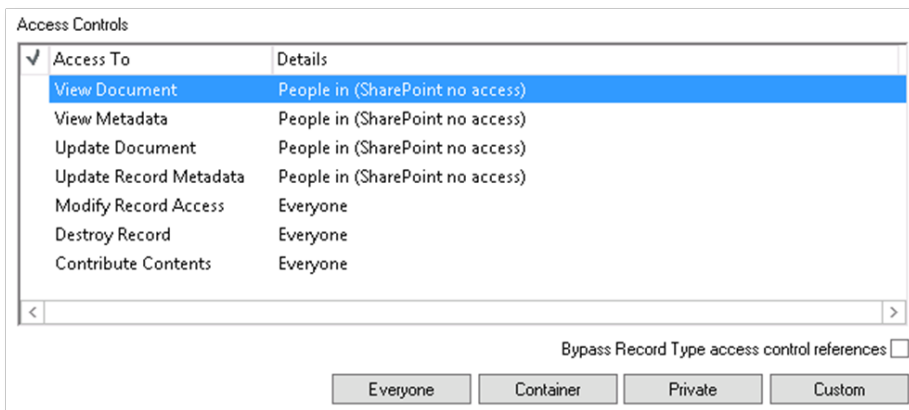 Access Controls
Access To Details
View Document People in (SharePoint no access)
View Metadata People in (SharePoint no access)
Update Document People in (SharePoint no access)
Update Record Metadata People in (SharePoint no access)
Modify Record Access Everyone
Destroy Record Everyone
Contribute Contents Everyone
Bypass Record Type access control references
Everyone Container Private Custom